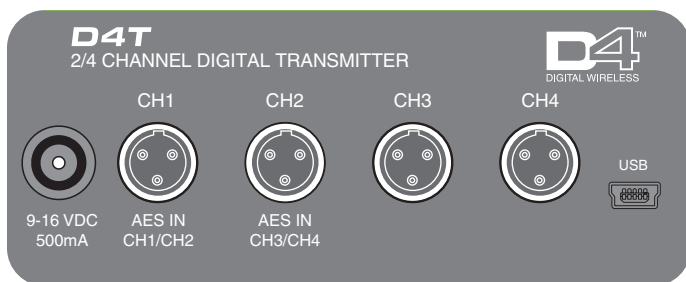 D4T
2/4 CHANNEL DIGITAL TRANSMITTER
D4™
DIGITAL WIRELESS
CH1 CH2 CH3 CH4
USB
9-16 VDC
500mA
AES IN
CH1/CH2
AES IN
CH3/CH4